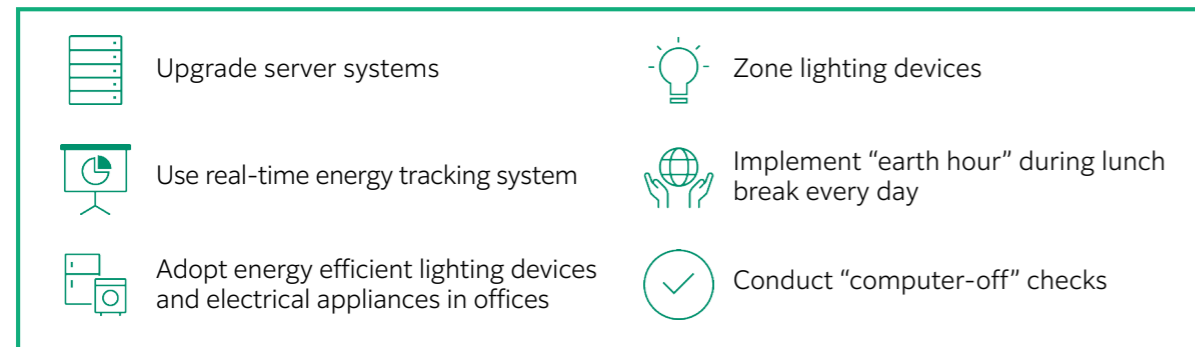 Upgrade server systems
Zone lighting devices
Use real-time energy tracking system
Implement “earth hour” during lunch
break every day
Adopt energy efficient lighting devices
and electrical appliances in offices
Conduct “computer-off” checks